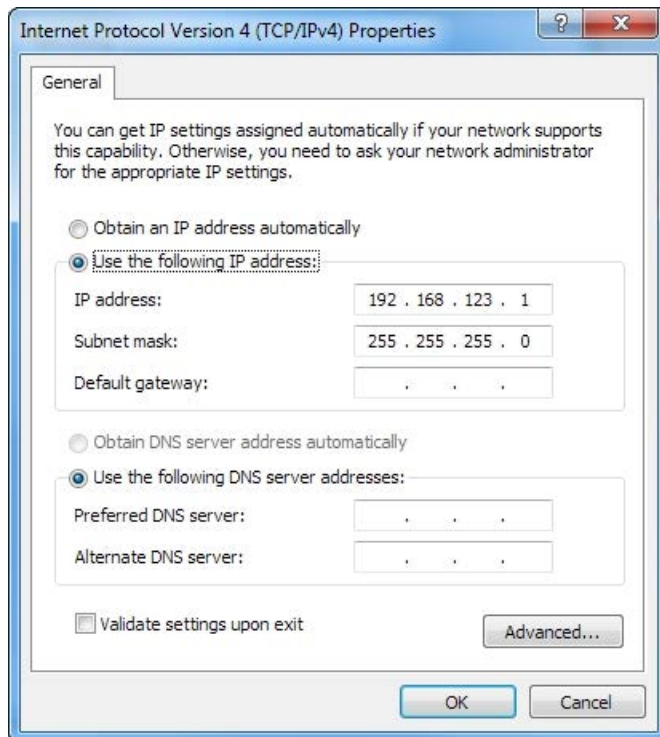 Internet Protocol Version 4 (TCP/IPv4) Properties
?
X
General
You can get IP settings assigned automatically if your network supports
this capability. Otherwise, you need to ask your network administrator
for the appropriate IP settings.
Obtain an IP address automatically
Use the following IP address:
IP address: 192 . 168 . 123 . 1
Subnet mask: 255 . 255 . 255 . 0
Default gateway: . . .
Obtain DNS server address automatically
Use the following DNS server addresses:
Preferred DNS server: . . .
Alternate DNS server: . . .
Validate settings upon exit
Advanced...
OK Cancel